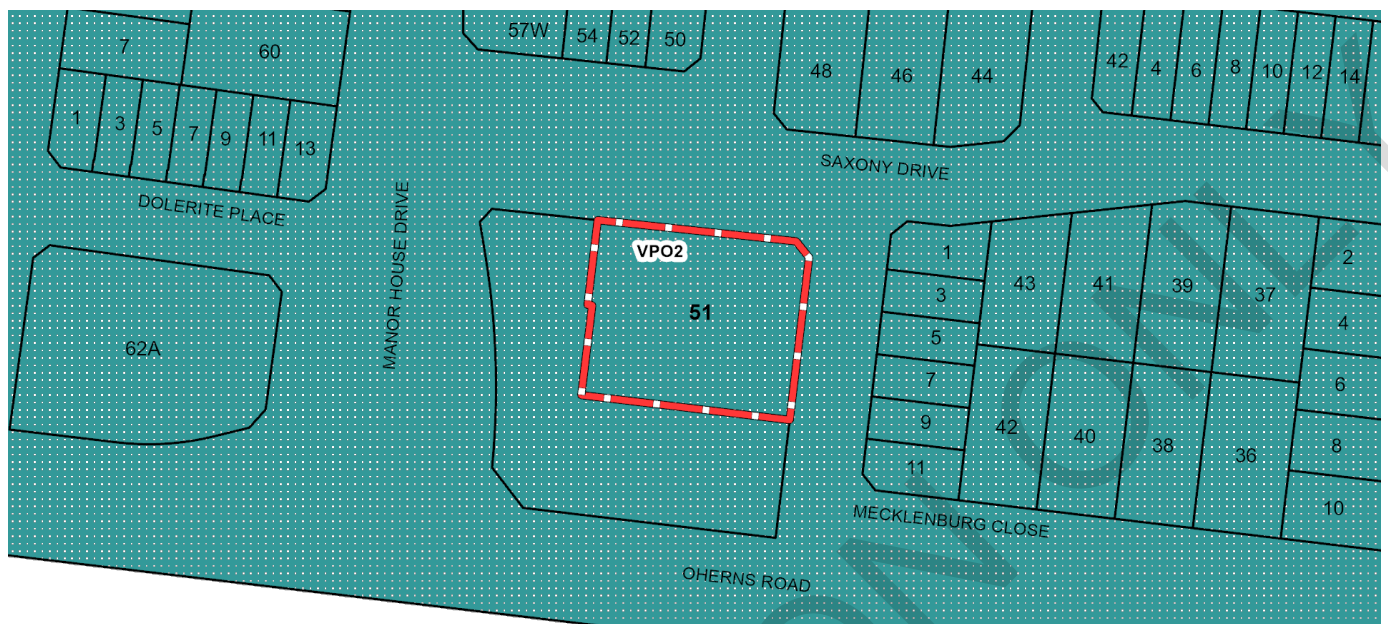 57W 54 52 50
7 60
48 46 44
42 4 6 8 10 12 14
1 3 5 7 9 11 13
SAXONY DRIVE
DOLERITE PLACE
MANOR HOUSE DRIVE
VPO2
51
62A
1
3
5
7
9
11
43 41 39 37
42 40 38 36
2
4
6
8
10
MECKLENBURG CLOSE
OHERNS ROAD